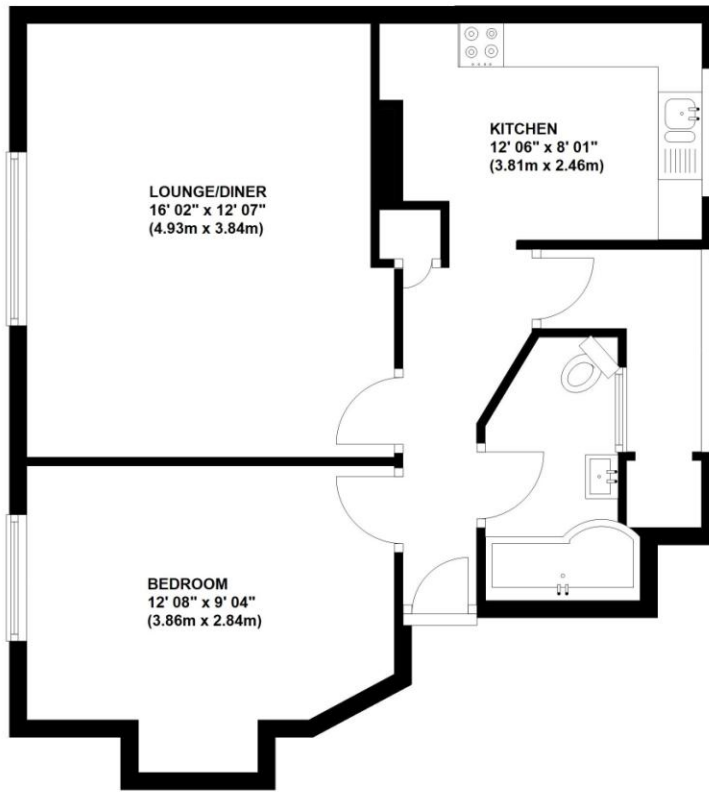 KITCHEN
12' 06" x 8' 01"
(3.81m x 2.46m)
LOUNGE/DINER
16' 02" x 12' 07"
(4.93m x 3.84m)
BEDROOM
12' 08" x 9' 04"
(3.86m x 2.84m)